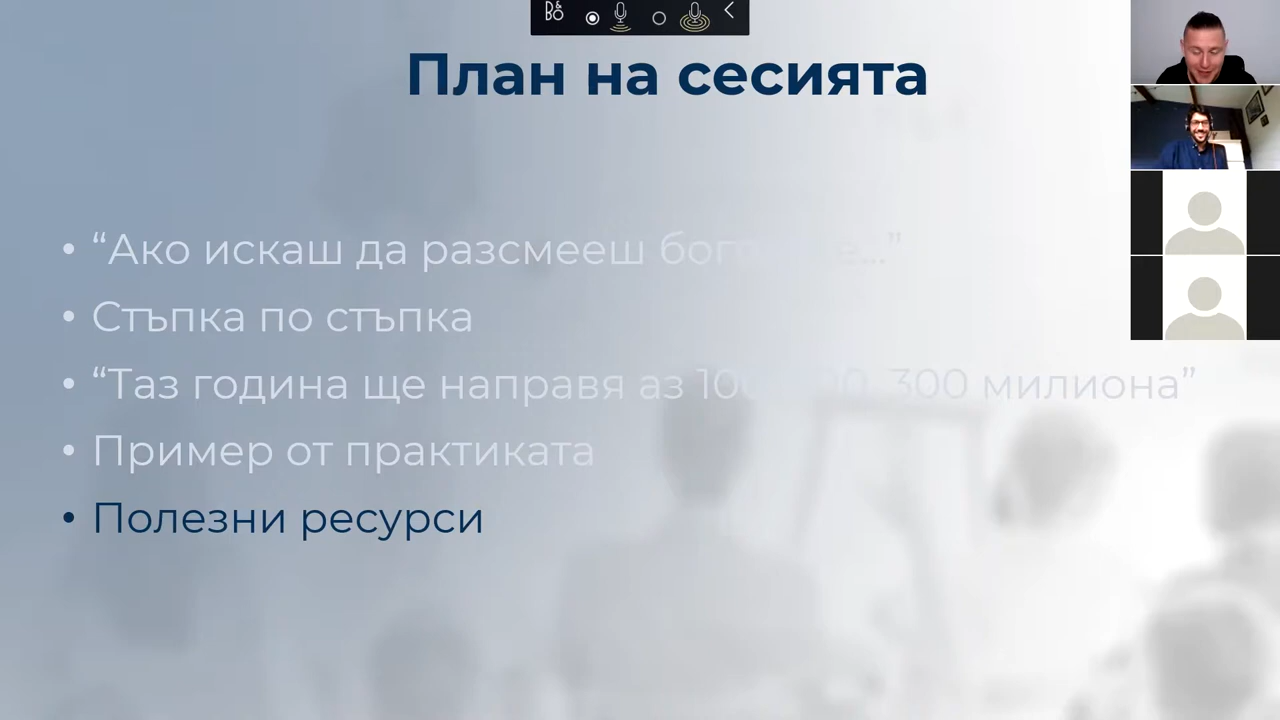 B&O
План на сесията
• “Ако искаш да разсмееш бог ...”
• Стъпка по стъпка
• “Таз година ще направя аз 100, 200, 300 милиона”
• Пример от практиката
• Полезни ресурси